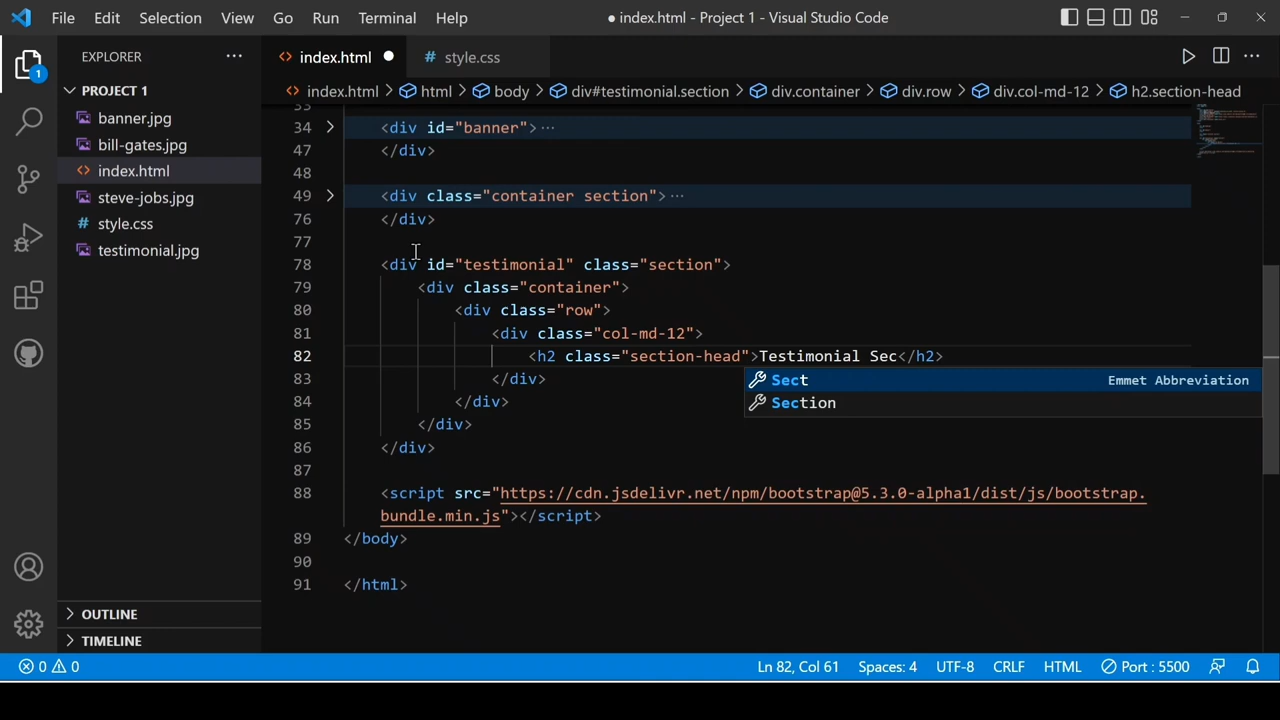 File Edit Selection View Go Run Terminal Help ● index.html - Project 1 - Visual Studio Code
EXPLORER ··· <> index.html ● # style.css ···
<> index.html > html > body > div#testimonial.section > div.container > div.row > div.col-md-12 > h2.section-head
PROJECT 1
banner.jpg
bill-gates.jpg
<> index.html
steve-jobs.jpg
# style.css
testimonial.jpg
OUTLINE
TIMELINE
1
33
34 > <div id="banner"> ···
47 </div>
48
49 > <div class="container section"> ···
76 </div>
77
78 <div id="testimonial" class="section">
79 <div class="container">
80 <div class="row">
81 <div class="col-md-12">
82 <h2 class="section-head">Testimonial Sec</h2>
83 </div>
84 </div>
85 </div>
86 </div>
87
88 <script src="https://cdn.jsdelivr.net/npm/bootstrap@5.3.0-alpha1/dist/js/bootstrap.
bundle.min.js"></script>
89 </body>
90
91 </html>
Sect Emmet Abbreviation
Section
0 0 Ln 82, Col 61 Spaces: 4 UTF-8 CRLF HTML Port : 5500